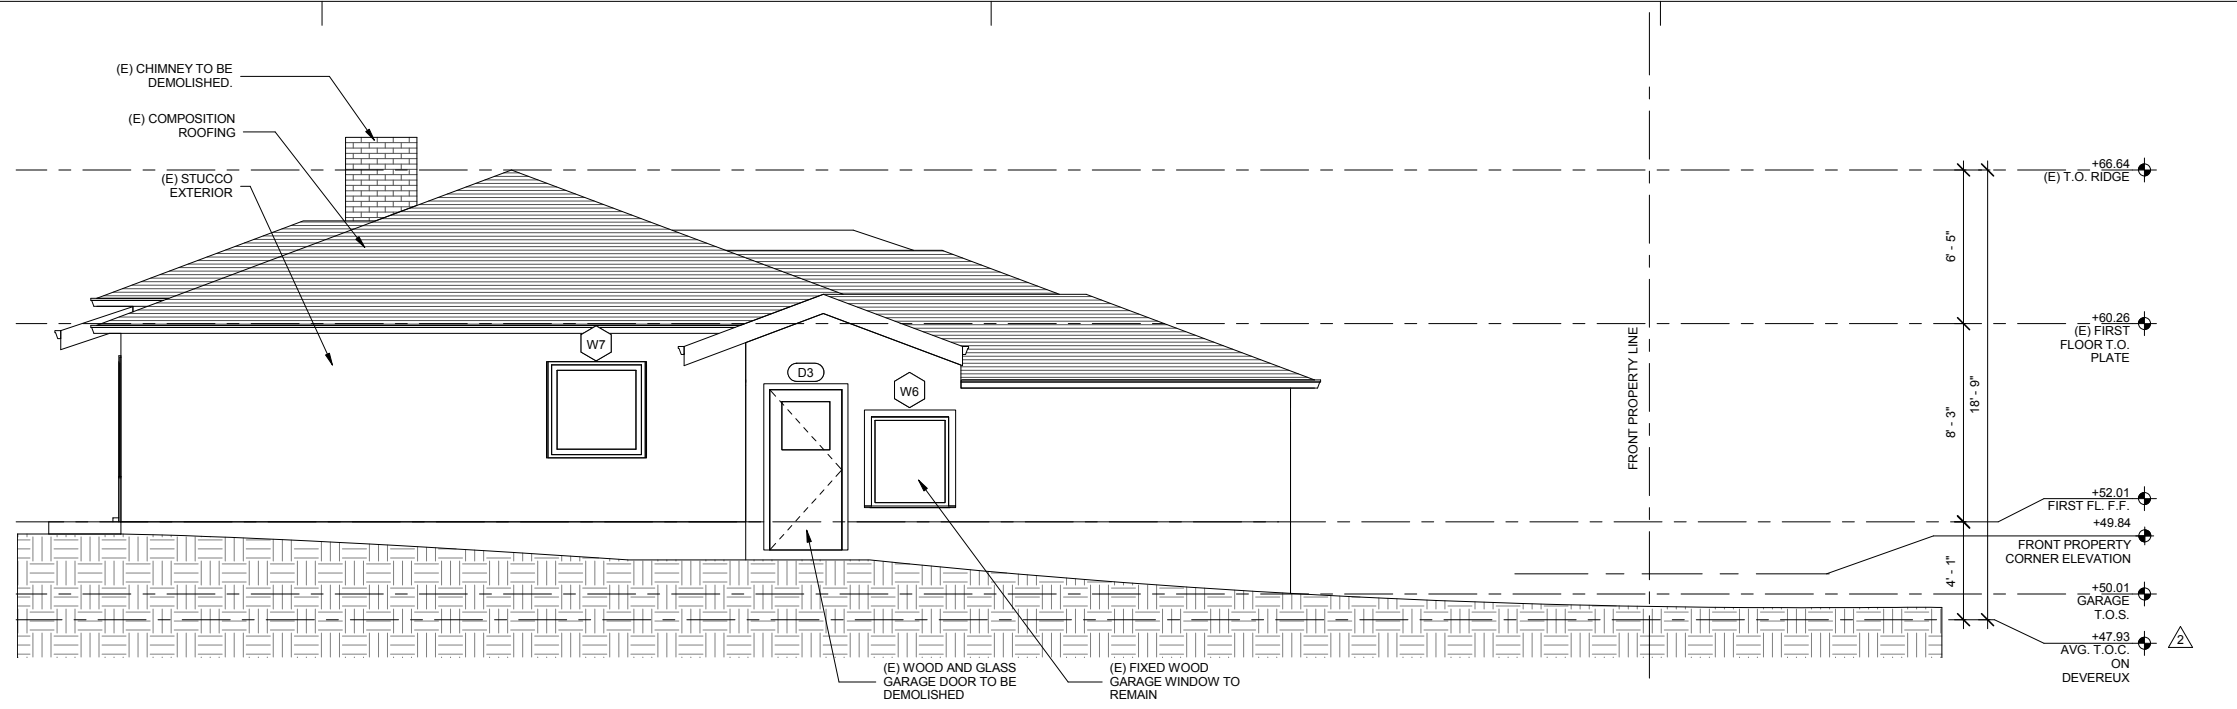 (E) CHIMNEY TO BE
DEMOLISHED.
(E) COMPOSITION
ROOFING
(E) STUCCO
EXTERIOR
W7
D3
W6
(E) WOOD AND GLASS
GARAGE DOOR TO BE
DEMOLISHED
(E) FIXED WOOD
GARAGE WINDOW TO
REMAIN
FRONT PROPERTY LINE
6' - 5"
8' - 3"
18' - 9"
4' - 1"
+66.64
(E) T.O. RIDGE
+60.26
(E) FIRST
FLOOR T.O.
PLATE
+52.01
FIRST FL. F.F.
+49.84
FRONT PROPERTY
CORNER ELEVATION
+50.01
GARAGE
T.O.S.
+47.93
AVG. T.O.C.
ON
DEVEREUX
2